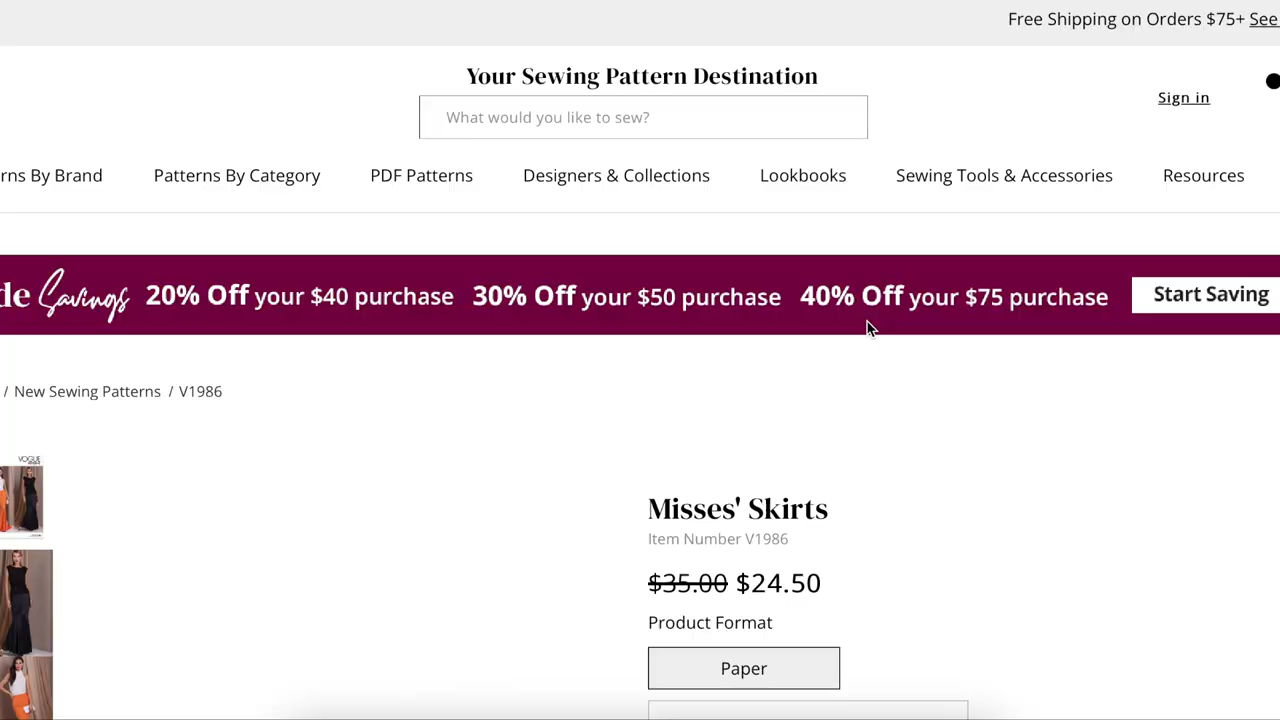 Free Shipping on Orders $75+ See
Your Sewing Pattern Destination
What would you like to sew?
Sign in
rns By Brand
Patterns By Category
PDF Patterns
Designers & Collections
Lookbooks
Sewing Tools & Accessories
Resources
de Savings 20% Off your $40 purchase 30% Off your $50 purchase 40% Off your $75 purchase Start Saving
/ New Sewing Patterns / V1986
VOGUE
Misses' Skirts
Item Number V1986
$35.00 $24.50
Product Format
Paper